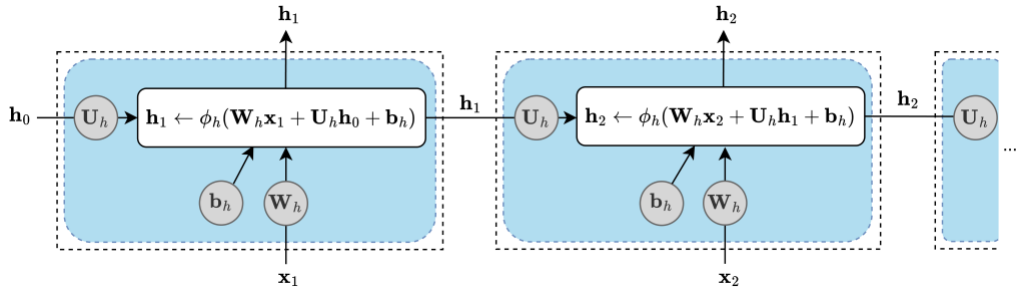 h₁ h₂
h₀ Uₕ h₁ ← ϕₕ(Wₕx₁ + Uₕh₀ + bₕ) h₁ Uₕ h₂ ← ϕₕ(Wₕx₂ + Uₕh₁ + bₕ) h₂ Uₕ ...
bₕ Wₕ bₕ Wₕ
x₁ x₂